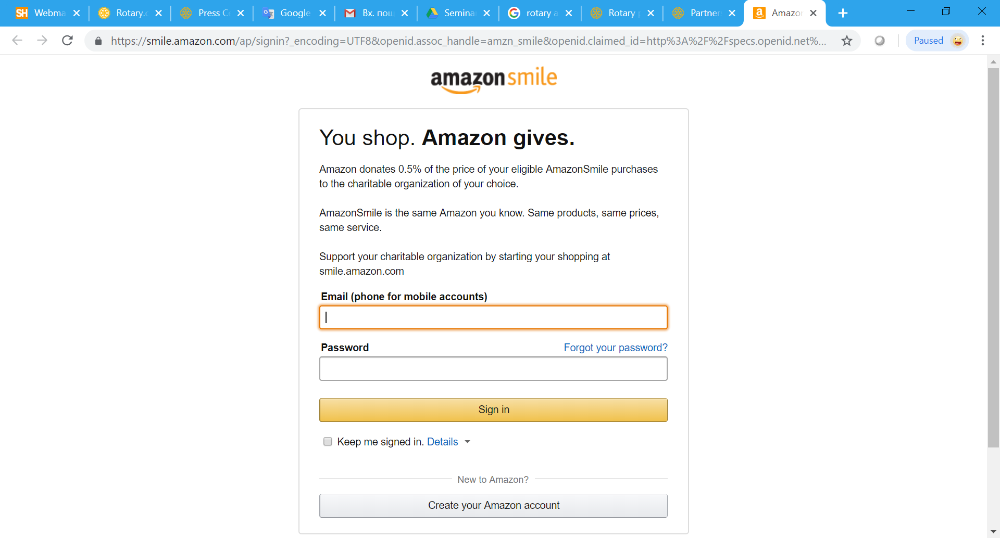 SH Webma
Rotary.
Press Ce
Google
Вх. пош
Semina
rotary a
Rotary
Partner
Amazon
https://smile.amazon.com/ap/signin?_encoding=UTF8&openid.assoc_handle=amzn_smile&openid.claimed_id=http%3A%2F%2Fspecs.openid.net%...
Paused
amazonsmile
You shop. Amazon gives.
Amazon donates 0.5% of the price of your eligible AmazonSmile purchases
to the charitable organization of your choice.
AmazonSmile is the same Amazon you know. Same products, same prices,
same service.
Support your charitable organization by starting your shopping at
smile.amazon.com
Email (phone for mobile accounts)
Password Forgot your password?
Sign in
Keep me signed in. Details
New to Amazon?
Create your Amazon account